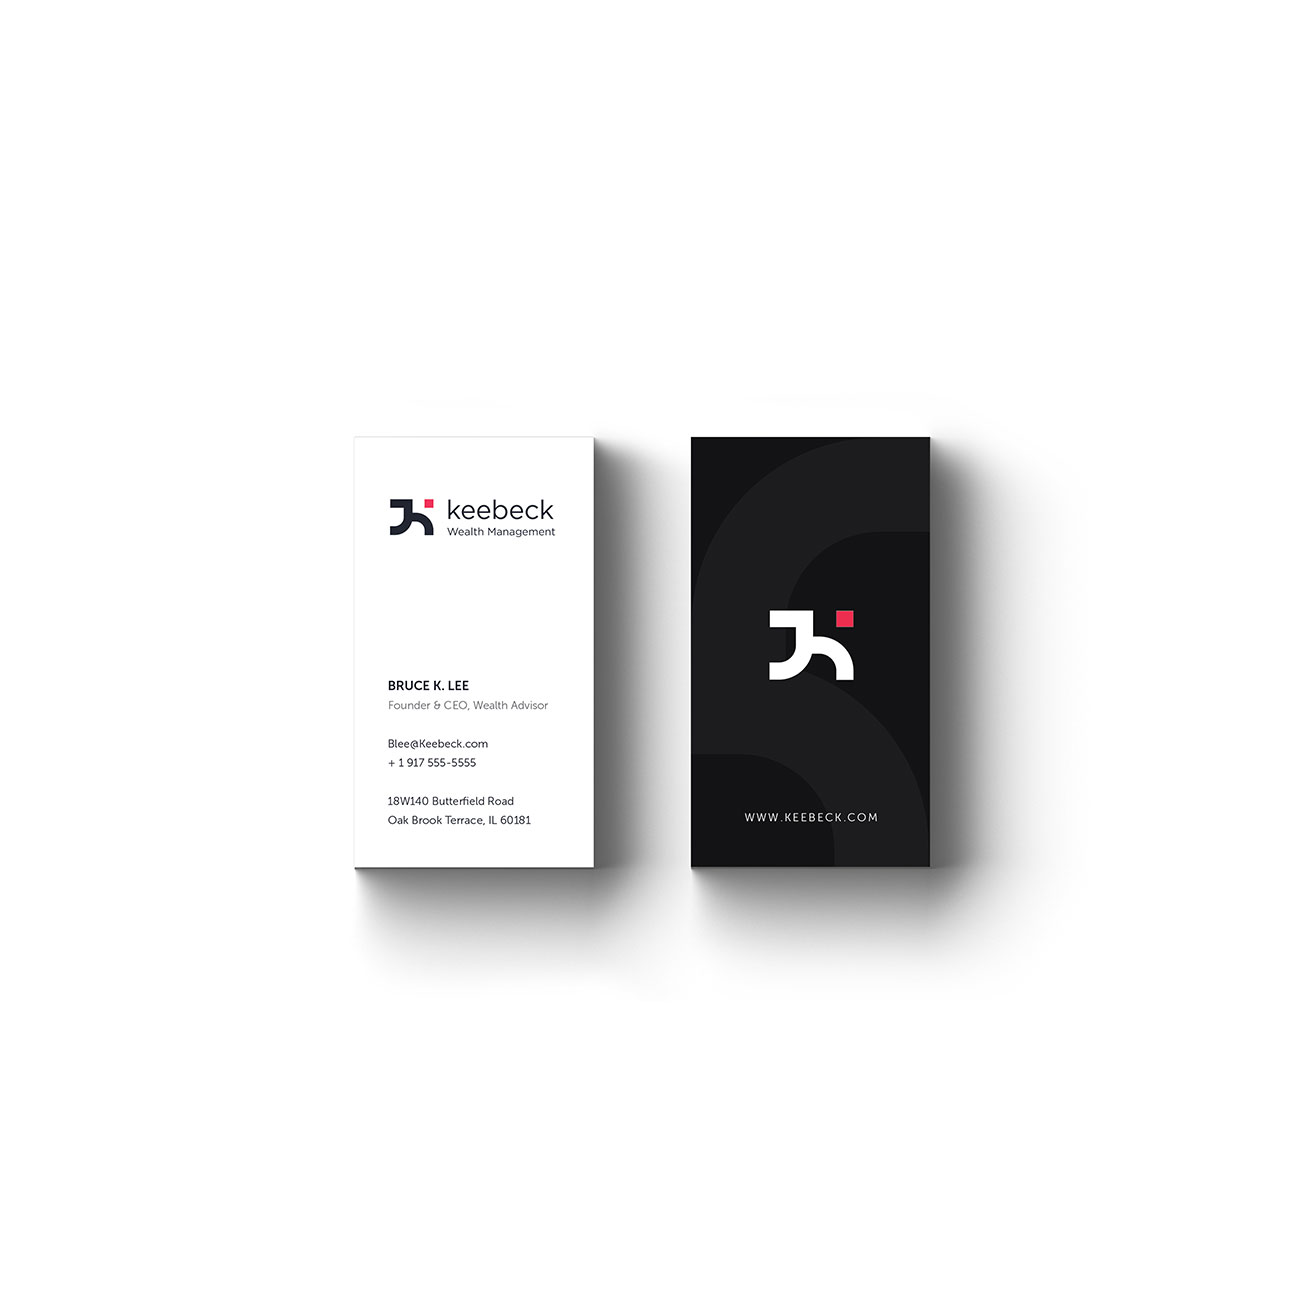 keebeck
Wealth Management
BRUCE K. LEE
Founder & CEO, Wealth Advisor
Blee@Keebeck.com
+ 1 917 555-5555
18W140 Butterfield Road
Oak Brook Terrace, IL 60181
WWW.KEEBECK.COM